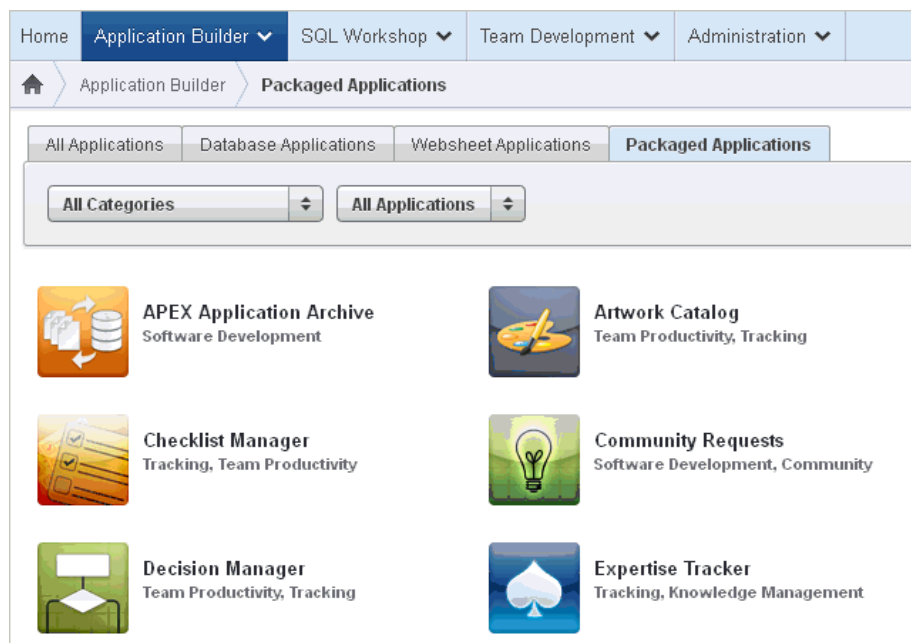 Home Application Builder SQL Workshop Team Development Administration
Application Builder Packaged Applications
All Applications Database Applications Websheet Applications Packaged Applications
All Categories All Applications
APEX Application Archive
Software Development
Artwork Catalog
Team Productivity, Tracking
Checklist Manager
Tracking, Team Productivity
Community Requests
Software Development, Community
Decision Manager
Team Productivity, Tracking
Expertise Tracker
Tracking, Knowledge Management